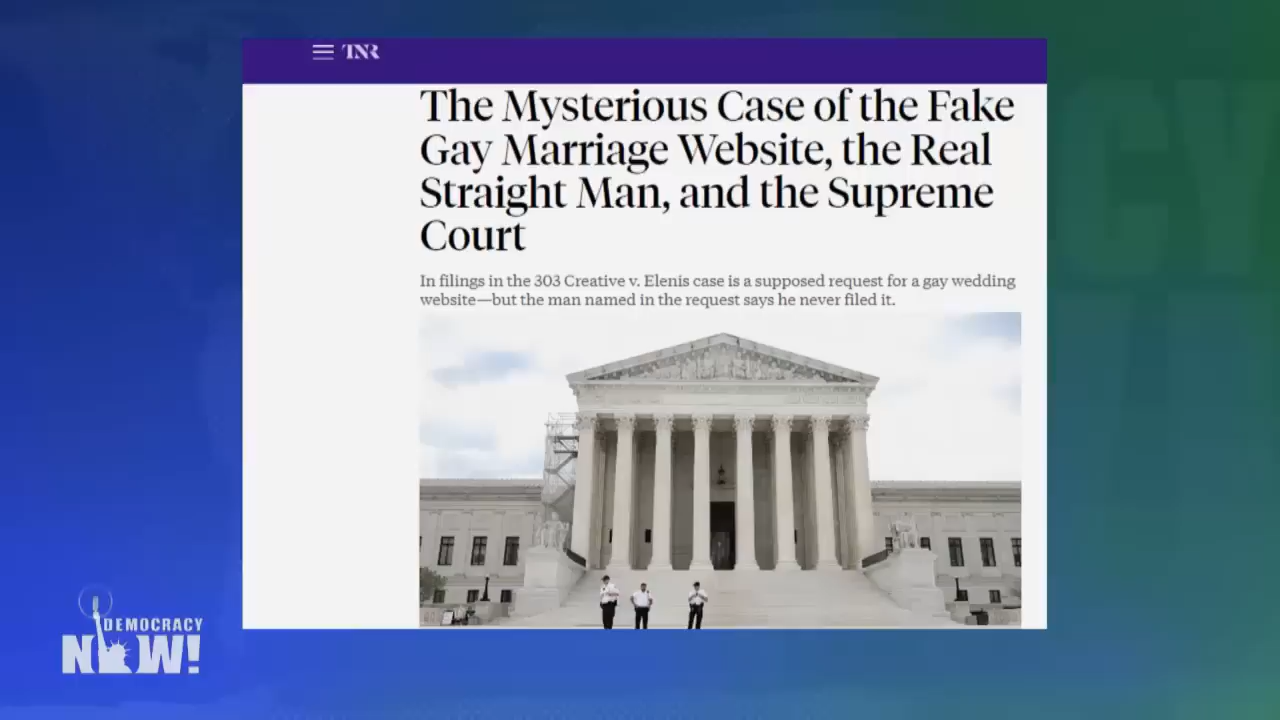 TNR
The Mysterious Case of the Fake
Gay Marriage Website, the Real
Straight Man, and the Supreme
Court
In filings in the 303 Creative v. Elenis case is a supposed request for a gay wedding
website—but the man named in the request says he never filed it.
DEMOCRACY
NOW!